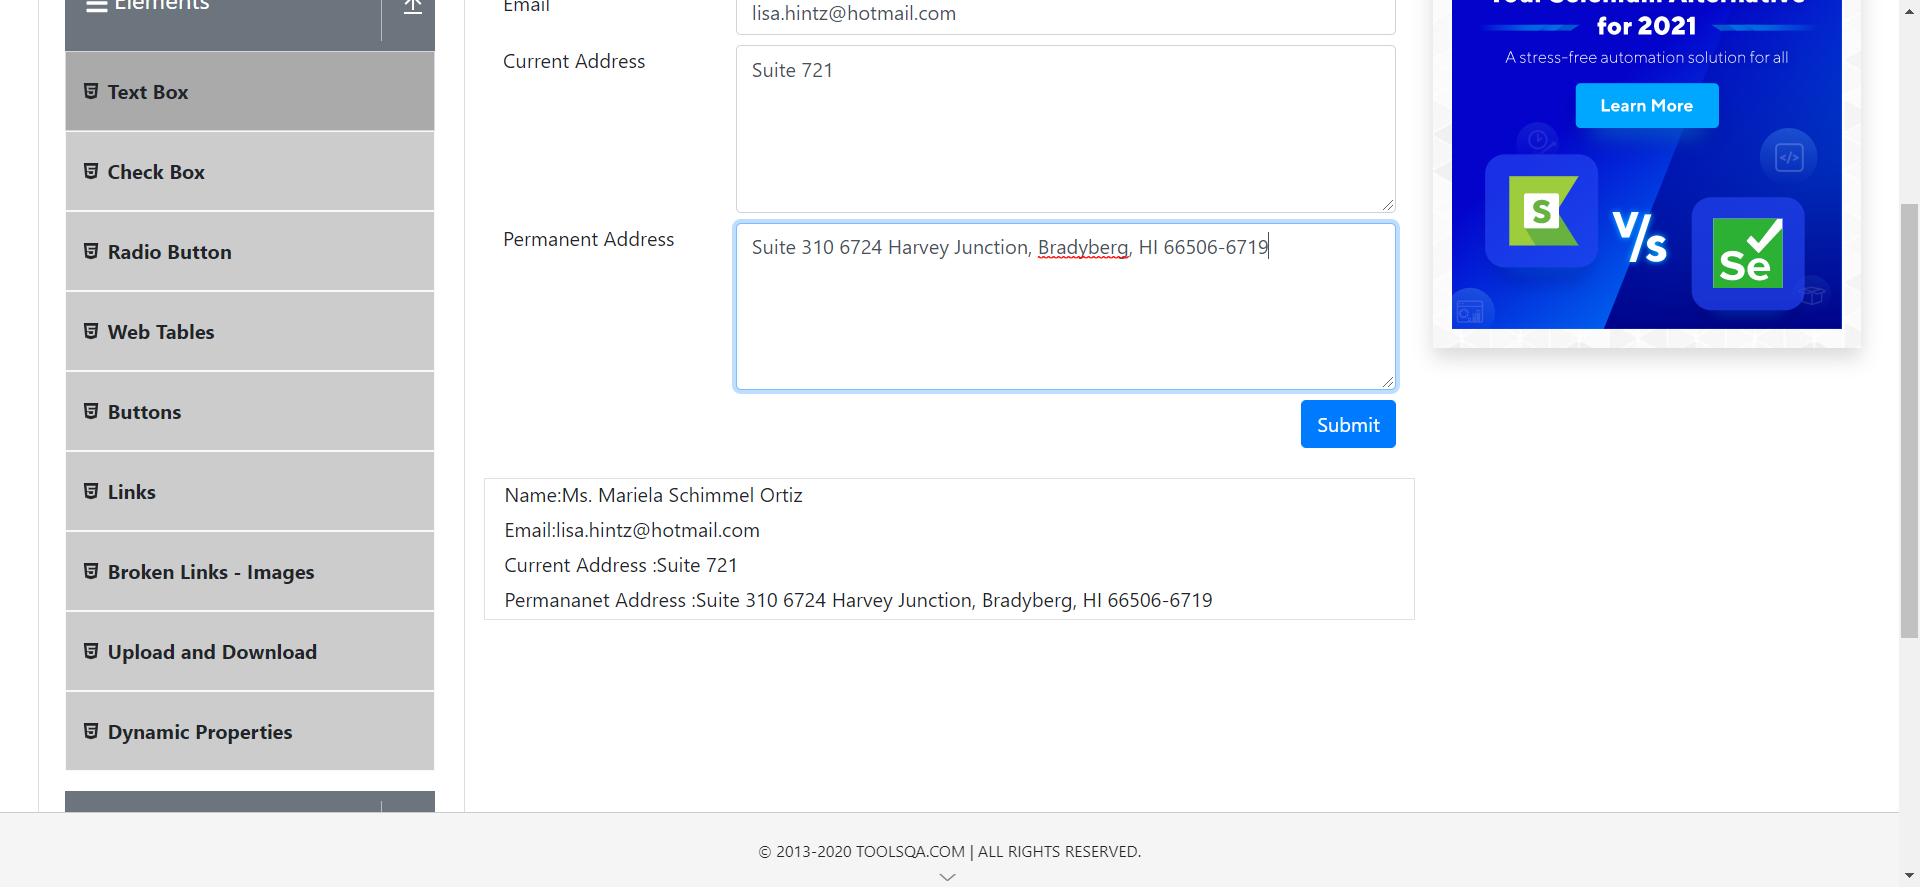 Elements
Text Box
Check Box
Radio Button
Web Tables
Buttons
Links
Broken Links - Images
Upload and Download
Dynamic Properties
Email
lisa.hintz@hotmail.com
Current Address
Suite 721
Permanent Address
Suite 310 6724 Harvey Junction, Bradyberg, HI 66506-6719
Submit
Name:Ms. Mariela Schimmel Ortiz
Email:lisa.hintz@hotmail.com
Current Address :Suite 721
Permananet Address :Suite 310 6724 Harvey Junction, Bradyberg, HI 66506-6719
Your Selenium Alternative
for 2021
A stress-free automation solution for all
Learn More
</>
S
V/s
Se
© 2013-2020 TOOLSQA.COM | ALL RIGHTS RESERVED.